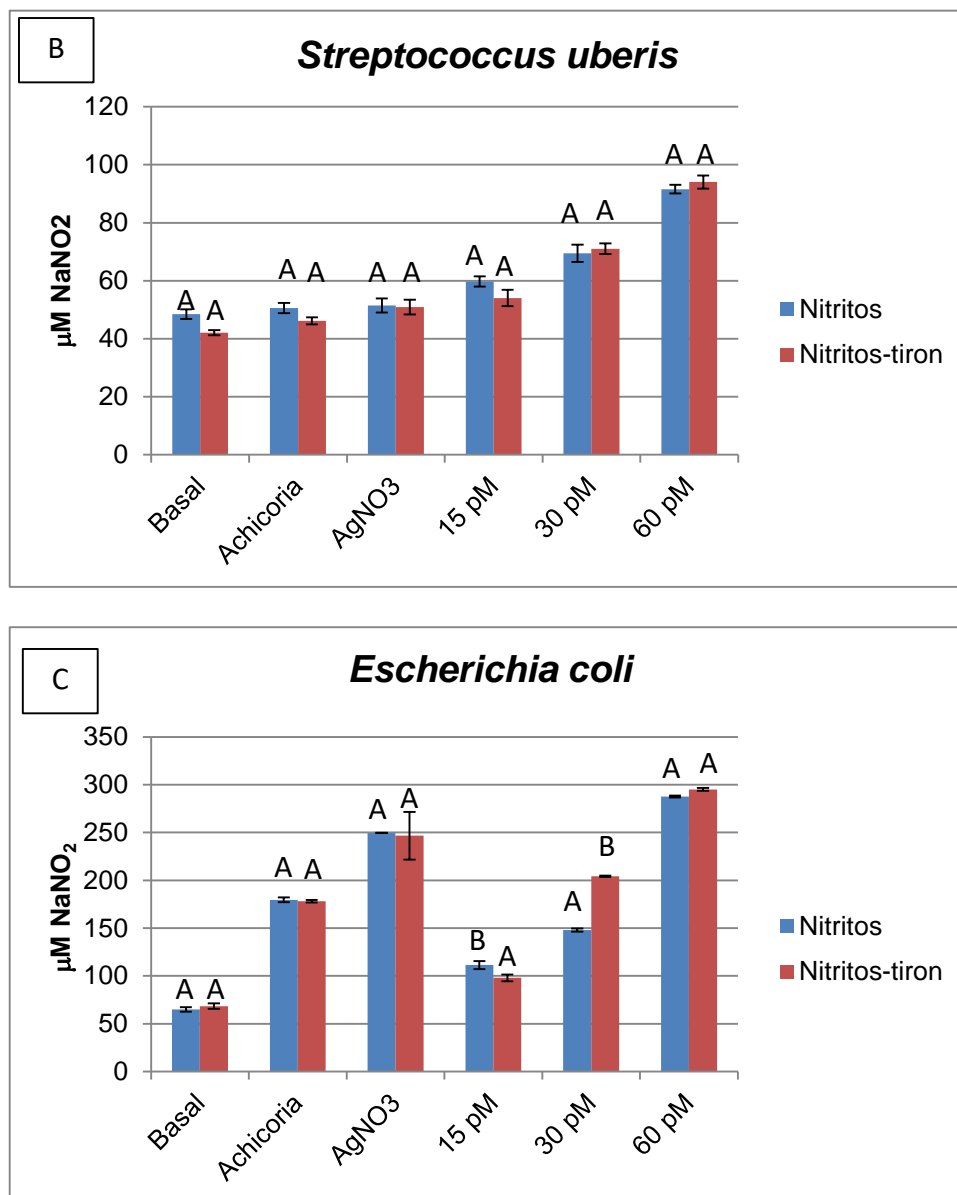 B
Streptococcus uberis
120
100
80
60
40
20
0
μM NaNO2
A A
A A
A A
A A
A A
A A
Basal
Achicoria
AgNO3
15 pM
30 pM
60 pM
Nitritos
Nitritos-tiron
C
Escherichia coli
350
300
250
200
150
100
50
0
μM NaNO₂
A A
A A
A A
B A
A B
A A
Basal
Achicoria
AgNO3
15 pM
30 pM
60 pM
Nitritos
Nitritos-tiron